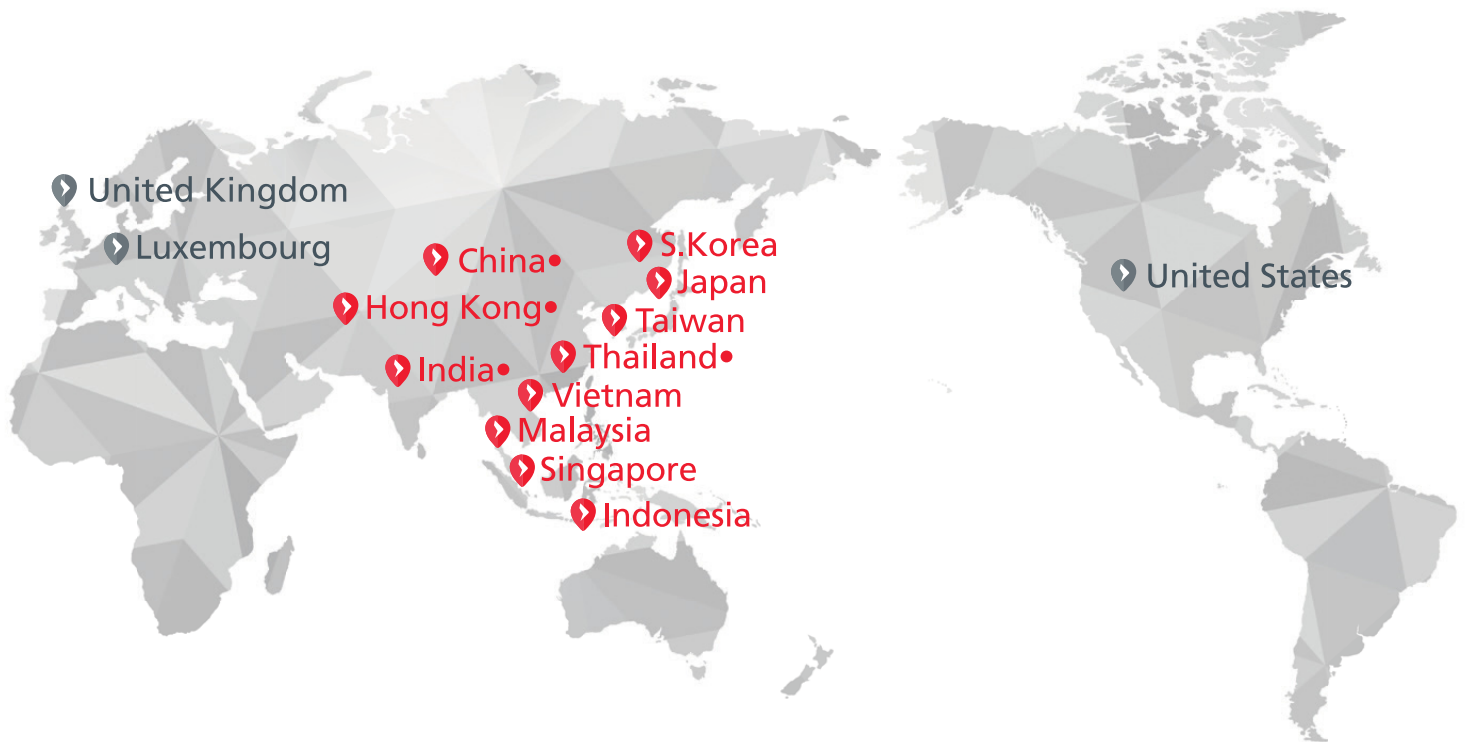 United Kingdom
Luxembourg
China•
Hong Kong•
India•
S.Korea
Japan
Taiwan
Thailand•
Vietnam
Malaysia
Singapore
Indonesia
United States